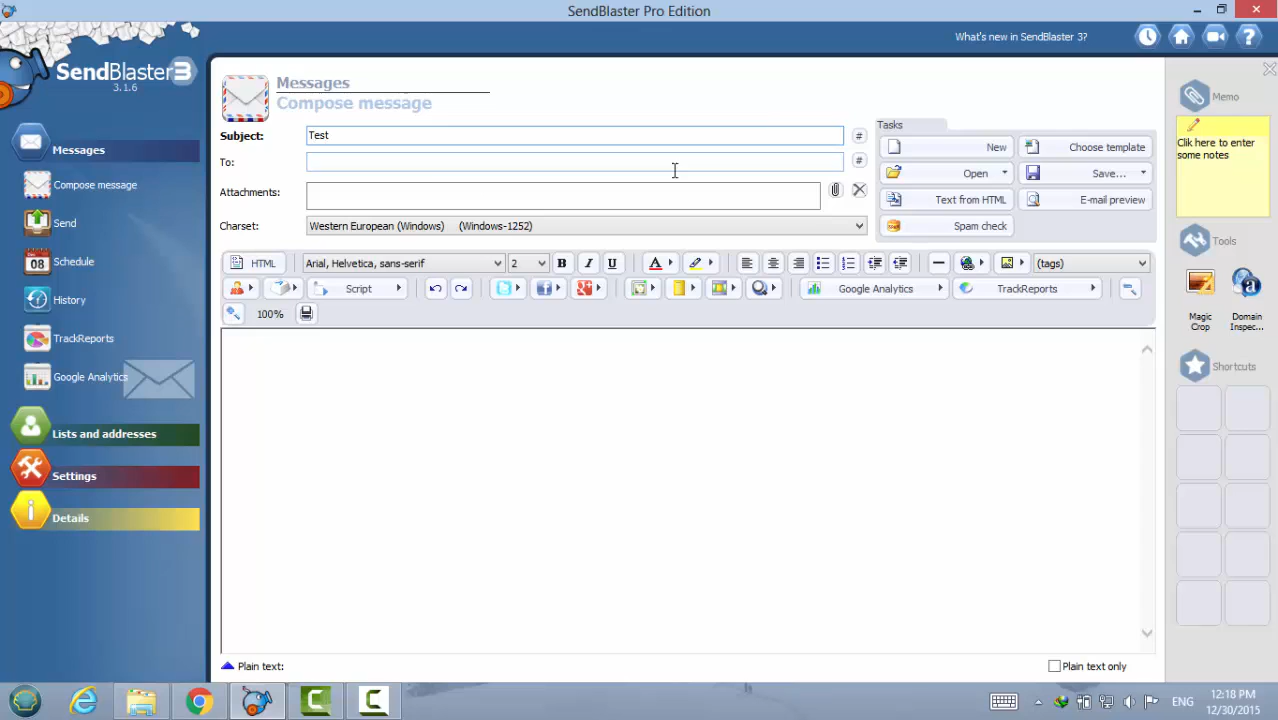 SendBlaster Pro Edition
What's new in SendBlaster 3?
SendBlaster 3
3.1.6
Messages
Compose message
Send
Schedule
History
TrackReports
Google Analytics
Lists and addresses
Settings
Details
Messages
Compose message
Subject: Test
To:
Attachments:
Charset: Western European (Windows) (Windows-1252)
Tasks
New
Choose template
Open
Save...
Text from HTML
E-mail preview
Spam check
HTML
Arial, Helvetica, sans-serif
2
B I U
(tags)
Script
Google Analytics
TrackReports
100%
Plain text:
Plain text only
Memo
Clik here to enter
some notes
Tools
Magic
Crop
Domain
Inspec...
Shortcuts
ENG
12:18 PM
12/30/2015